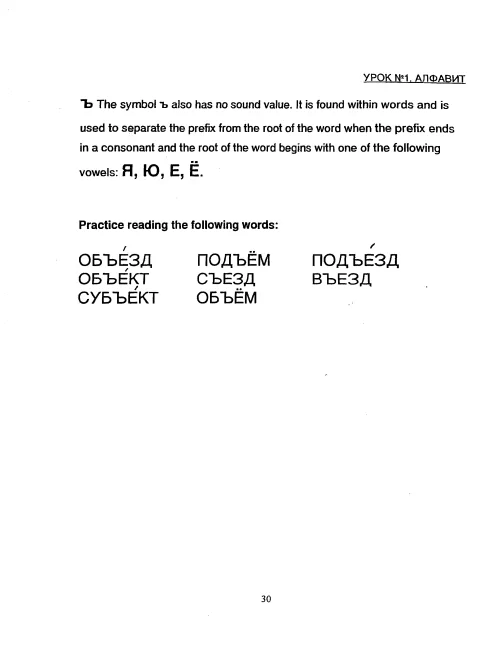 УРОК №1. АЛФАВИТ
Ъ The symbol ъ also has no sound value. It is found within words and is
used to separate the prefix from the root of the word when the prefix ends
in a consonant and the root of the word begins with one of the following
vowels: Я, Ю, Е, Ё.
Practice reading the following words:
ОБЪЕ́ЗД ПОДЪЁМ ПОДЪЕ́ЗД
ОБЪЕ́КТ СЪЕЗД ВЪЕЗД
СУБЪЕ́КТ ОБЪЁМ
30